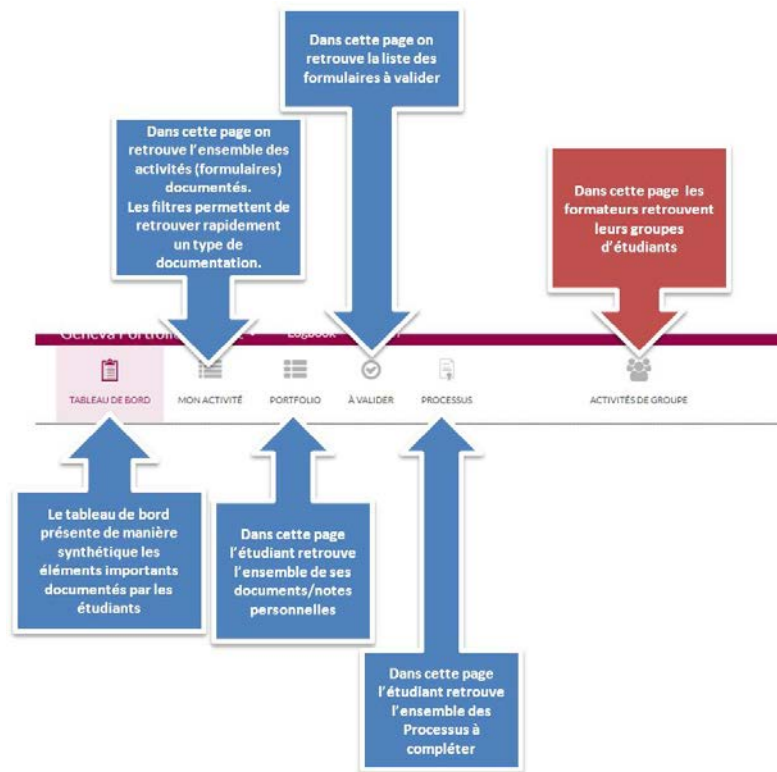 Dans cette page on
retrouve la liste des
formulaires à valider
Dans cette page on
retrouve l'ensemble des
activités (formulaires)
documentés.
Les filtres permettent de
retrouver rapidement
un type de
documentation.
Dans cette page les
formateurs retrouvent
leurs groupes
d'étudiants
Geneva
Logbook
TABLEAU DE BORD
MON ACTIVITÉ
PORTFOLIO
À VALIDER
PROCESSUS
ACTIVITÉS DE GROUPE
Le tableau de bord
présente de manière
synthétique les
éléments importants
documentés par les
étudiants
Dans cette page
l'étudiant retrouve
l'ensemble de ses
documents/notes
personnelles
Dans cette page
l'étudiant retrouve
l'ensemble des
Processus à
compléter